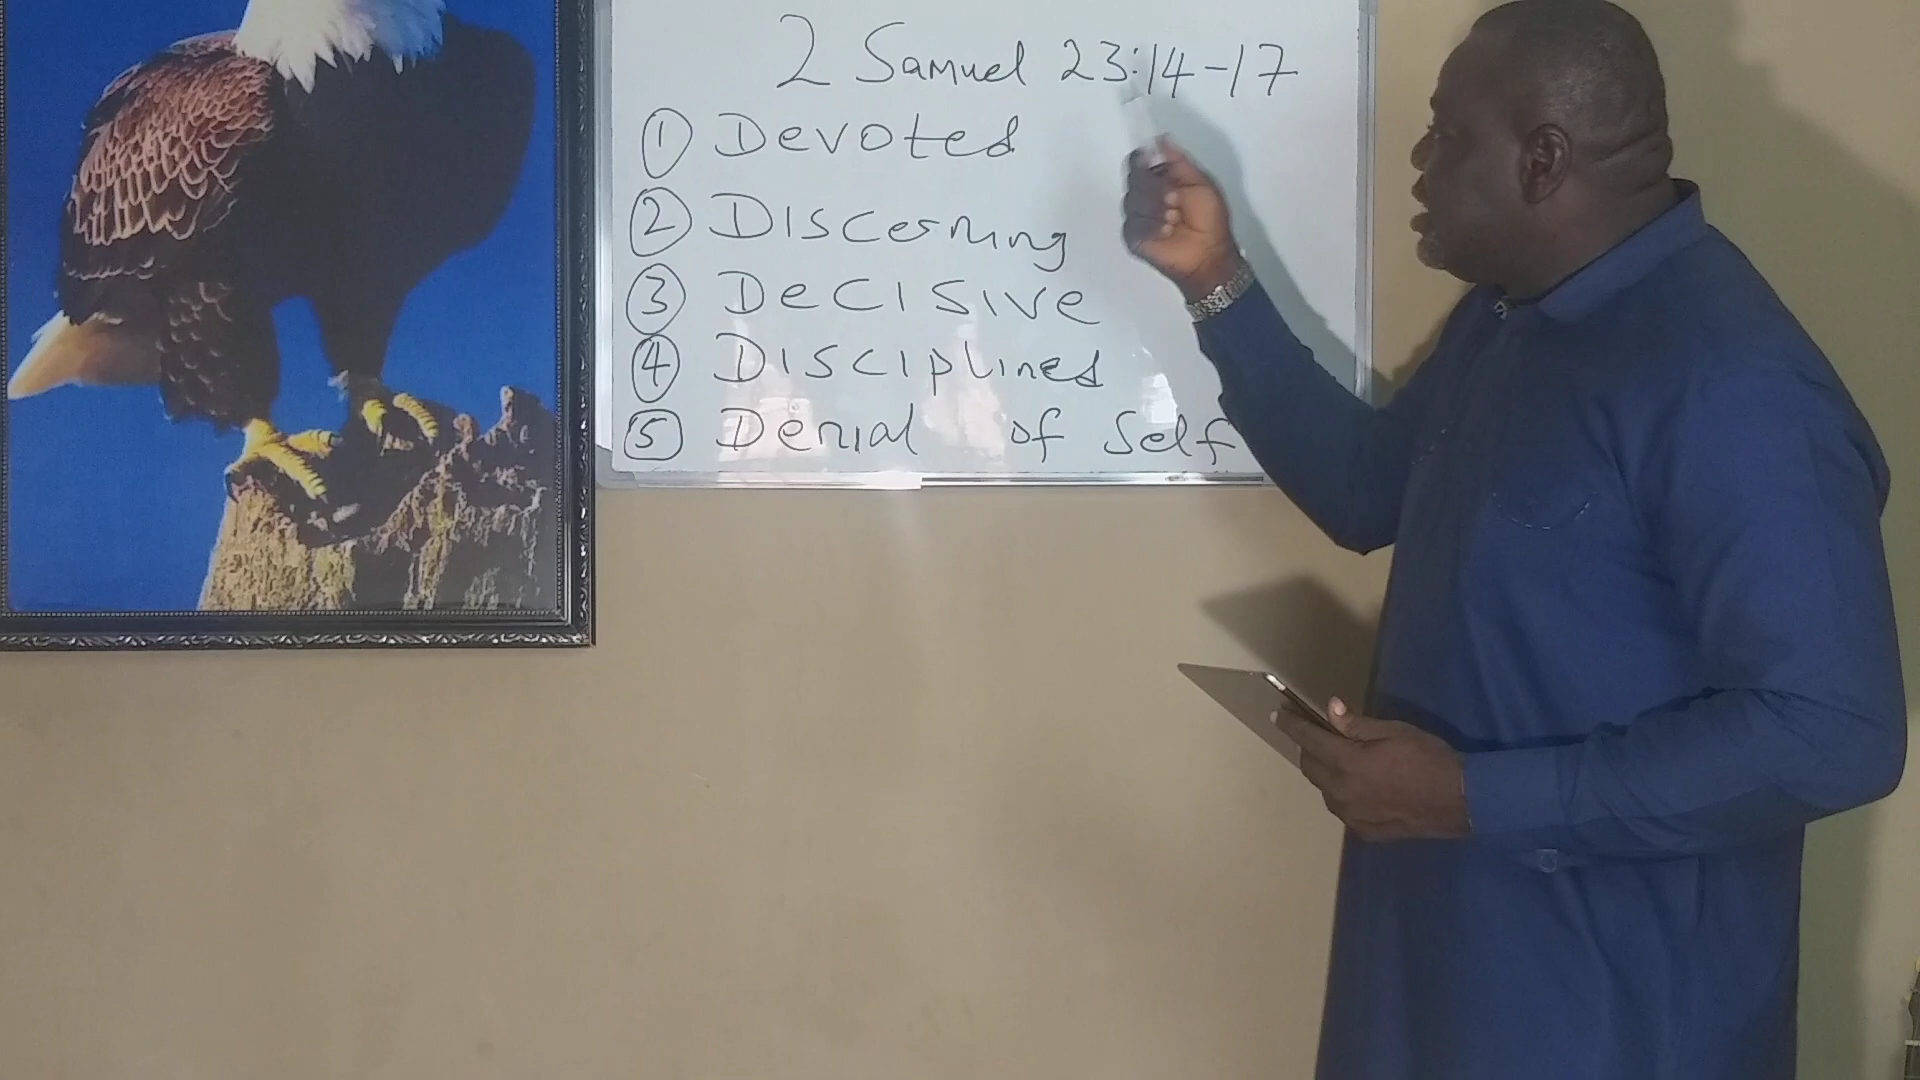 2 Samuel 23:14-17
① Devoted
② Discerning
③ Decisive
④ Disciplined
⑤ Denial of Self